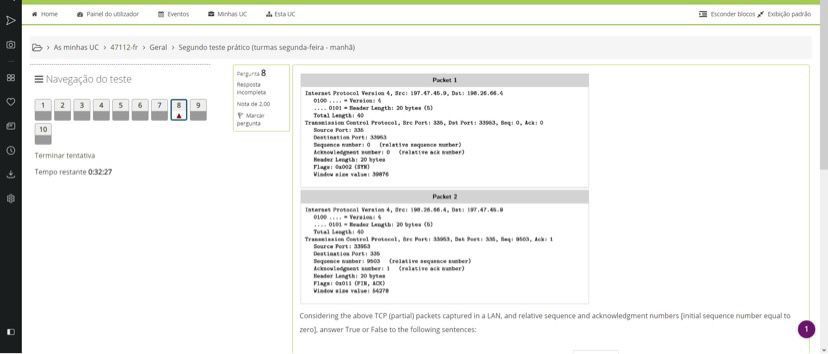 Home
Painel do utilizador
Eventos
Minhas UC
Esta UC
Esconder blocos
Exibição padrão
As minhas UC > 47112-fr > Geral > Segundo teste prático (turmas segunda-feira - manhã)
Navegação do teste
1 2 3 4 5 6 7 8 9
10
Terminar tentativa
Tempo restante 0:32:27
Pergunta 8
Resposta
incompleta
Nota de 2,00
Marcar
pergunta
Packet 1
Internet Protocol Version 4, Src: 197.47.45.9, Dst: 198.26.66.4
0100 .... = Version: 4
.... 0101 = Header Length: 20 bytes (5)
Total Length: 40
Transmission Control Protocol, Src Port: 335, Dst Port: 33953, Seq: 0, Ack: 0
Source Port: 335
Destination Port: 33953
Sequence number: 0 (relative sequence number)
Acknowledgment number: 0 (relative ack number)
Header Length: 20 bytes
Flags: 0x002 (SYN)
Window size value: 39876
Packet 2
Internet Protocol Version 4, Src: 198.26.66.4, Dst: 197.47.45.9
0100 .... = Version: 4
.... 0101 = Header Length: 20 bytes (5)
Total Length: 40
Transmission Control Protocol, Src Port: 33953, Dst Port: 335, Seq: 9503, Ack: 1
Source Port: 33953
Destination Port: 335
Sequence number: 9503 (relative sequence number)
Acknowledgment number: 1 (relative ack number)
Header Length: 20 bytes
Flags: 0x011 (FIN, ACK)
Window size value: 54278
Considering the above TCP (partial) packets captured in a LAN, and relative sequence and acknowledgment numbers [initial sequence number equal to
zero], answer True or False to the following sentences:
1